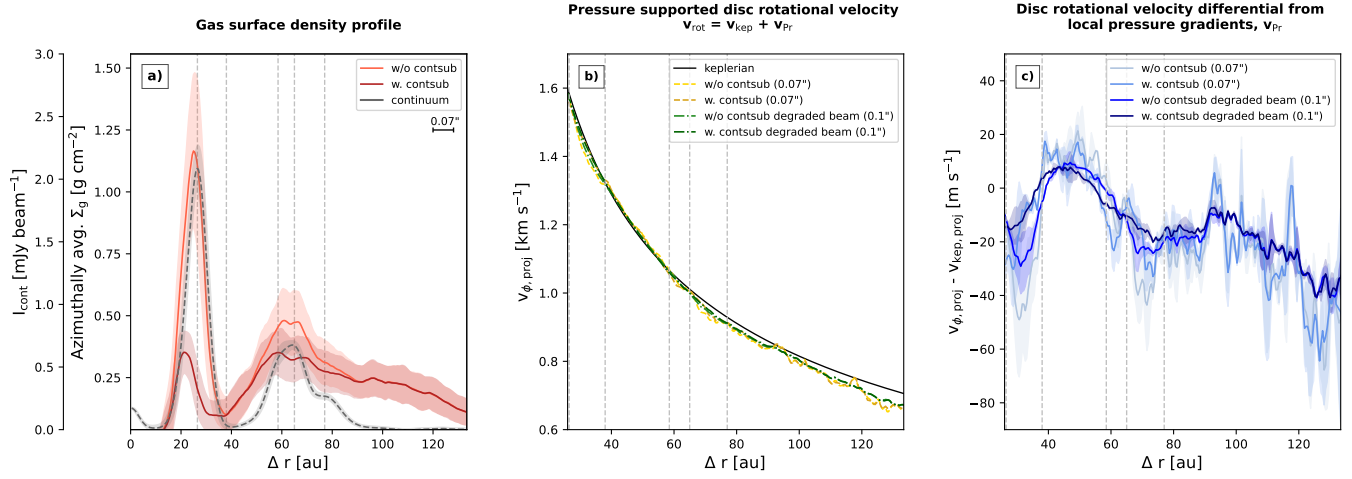 Gas surface density profile
a)
w/o contsub
w. contsub
continuum
0.07"
I_cont [mJy beam⁻¹]
3.0
2.5
2.0
1.5
1.0
0.5
0.0
Azimuthally avg. Σ_g [g cm⁻²]
1.50
1.25
1.00
0.75
0.50
0.25
0 20 40 60 80 100 120
Δ r [au]
Pressure supported disc rotational velocity
v_rot = v_kep + v_Pr
b)
keplerian
w/o contsub (0.07")
w. contsub (0.07")
w/o contsub degraded beam (0.1")
w. contsub degraded beam (0.1")
v_ϕ, proj [km s⁻¹]
1.6
1.4
1.2
1.0
0.8
0.6
40 60 80 100 120
Δ r [au]
Disc rotational velocity differential from
local pressure gradients, v_Pr
c)
w/o contsub (0.07")
w. contsub (0.07")
w/o contsub degraded beam (0.1")
w. contsub degraded beam (0.1")
v_ϕ, proj - v_kep, proj [m s⁻¹]
40
20
0
−20
−40
−60
−80
40 60 80 100 120
Δ r [au]